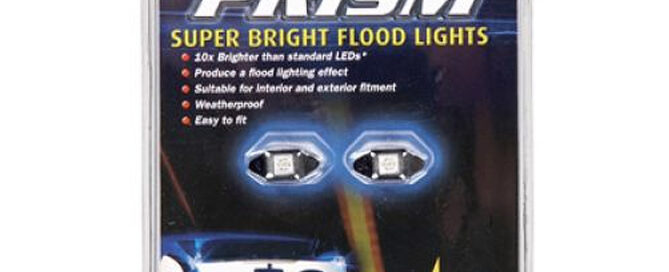 PRISM
SUPER BRIGHT FLOOD LIGHTS
10x Brighter than standard LEDs*
Produce a flood lighting effect
Suitable for interior and exterior fitment
Weatherproof
Easy to fit